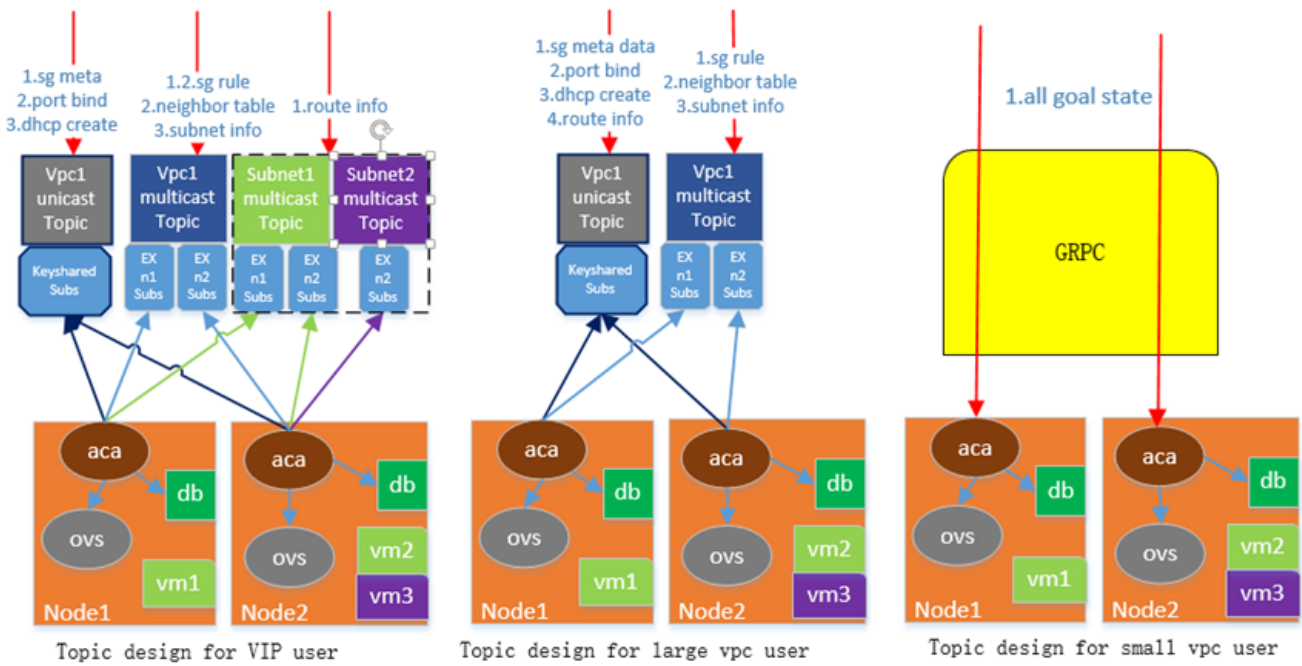 1.sg meta
2.port bind
3.dhcp create
1.2.sg rule
2.neighbor table
3.subnet info
1.route info
Vpc1
unicast
Topic
Vpc1
multicast
Topic
Subnet1
multicast
Topic
Subnet2
multicast
Topic
Keyshared
Subs
EX
n1
Subs
EX
n2
Subs
EX
n1
Subs
EX
n2
Subs
EX
n2
Subs
aca
db
ovs
vm1
Node1
aca
db
ovs
vm2
vm3
Node2
Topic design for VIP user
1.sg meta data
2.port bind
3.dhcp create
4.route info
1.sg rule
2.neighbor table
3.subnet info
Vpc1
unicast
Topic
Vpc1
multicast
Topic
Keyshared
Subs
EX
n1
Subs
EX
n2
Subs
aca
db
ovs
vm1
Node1
aca
db
ovs
vm2
vm3
Node2
Topic design for large vpc user
1.all goal state
GRPC
aca
db
ovs
vm1
Node1
aca
db
ovs
vm2
vm3
Node2
Topic design for small vpc user